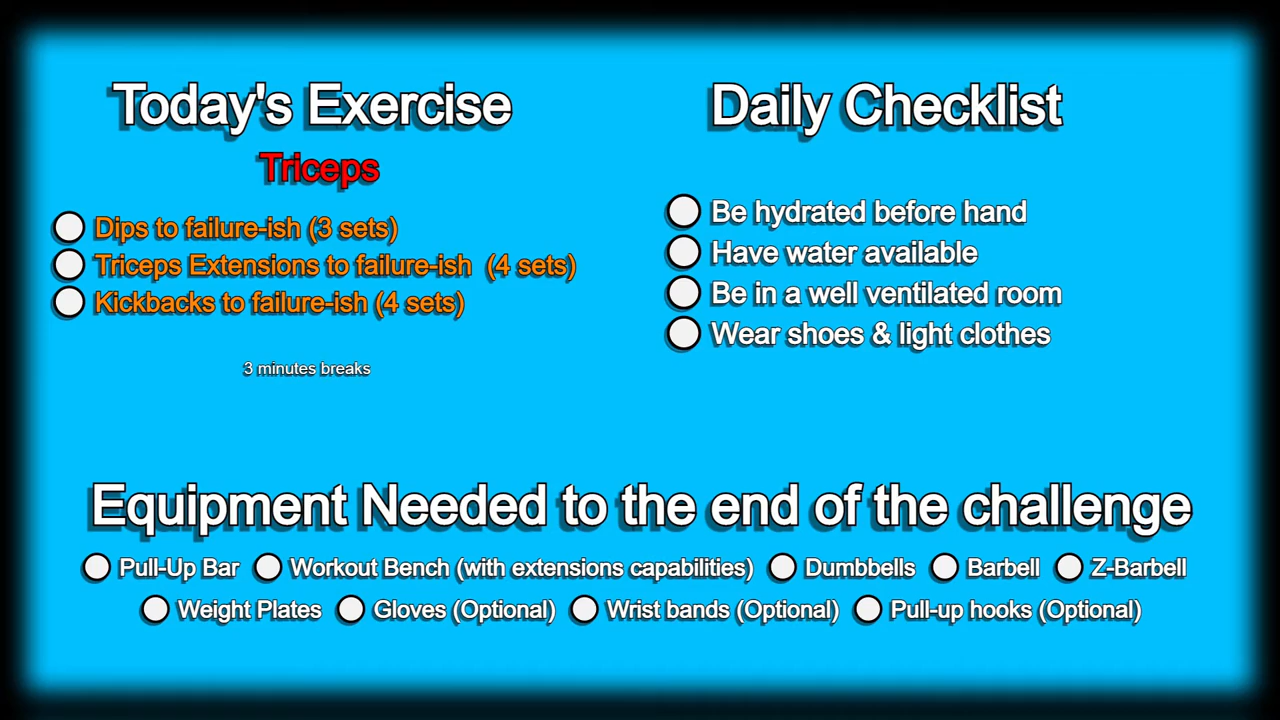 Today's Exercise
Triceps
Dips to failure-ish (3 sets)
Triceps Extensions to failure-ish (4 sets)
Kickbacks to failure-ish (4 sets)
3 minutes breaks
Daily Checklist
Be hydrated before hand
Have water available
Be in a well ventilated room
Wear shoes & light clothes
Equipment Needed to the end of the challenge
Pull-Up Bar Workout Bench (with extensions capabilities) Dumbbells Barbell Z-Barbell
Weight Plates Gloves (Optional) Wrist bands (Optional) Pull-up hooks (Optional)